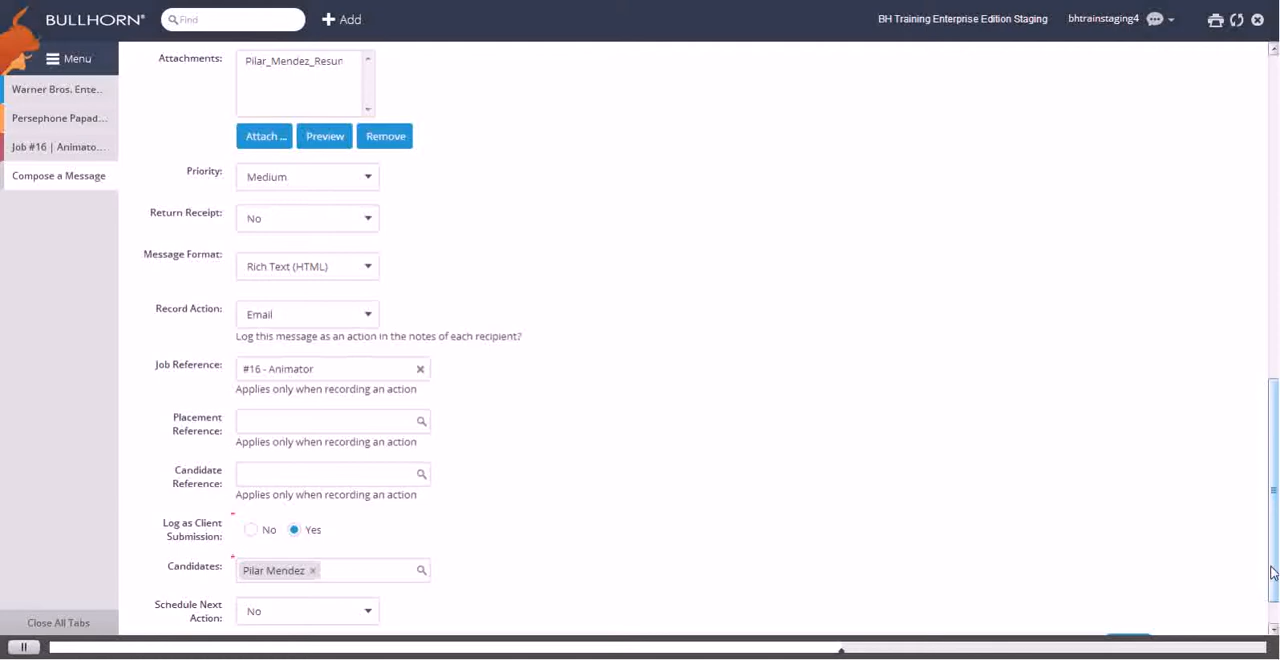 BULLHORN® Find Add BH Training Enterprise Edition Staging bhtrainstaging4
Menu
Warner Bros. Ente...
Persephone Papad...
Job #16 | Animato...
Compose a Message
Attachments: Pilar_Mendez_Resun
Attach ... Preview Remove
Priority: Medium
Return Receipt: No
Message Format: Rich Text (HTML)
Record Action: Email
Log this message as an action in the notes of each recipient?
Job Reference: #16 - Animator
Applies only when recording an action
Placement
Reference:
Applies only when recording an action
Candidate
Reference:
Applies only when recording an action
Log as Client
Submission: * No Yes
Candidates: * Pilar Mendez
Schedule Next
Action: No
Close All Tabs